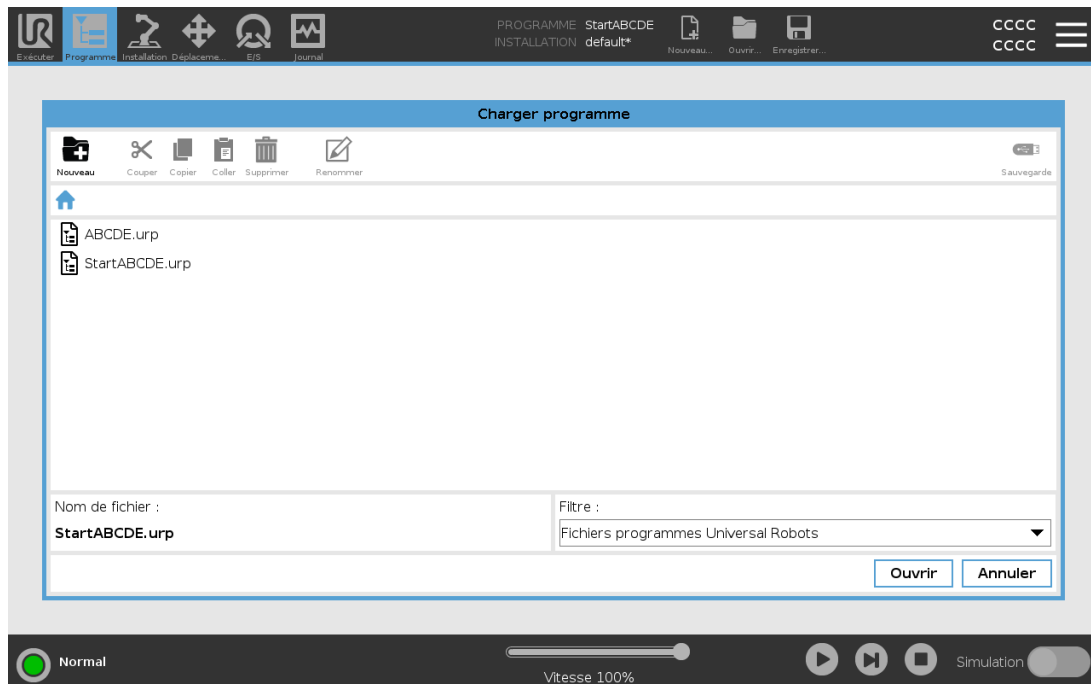 PROGRAMME StartABCDE
INSTALLATION default*
CCCC
CCCC
Exécuter Programme Installation Déplaceme... E/S Journal Nouveau... Ouvrir... Enregistrer...
Charger programme
Nouveau Couper Copier Coller Supprimer Renommer Sauvegarde
ABCDE.urp
StartABCDE.urp
Nom de fichier : Filtre :
StartABCDE.urp Fichiers programmes Universal Robots
Ouvrir Annuler
Normal Simulation
Vitesse 100%